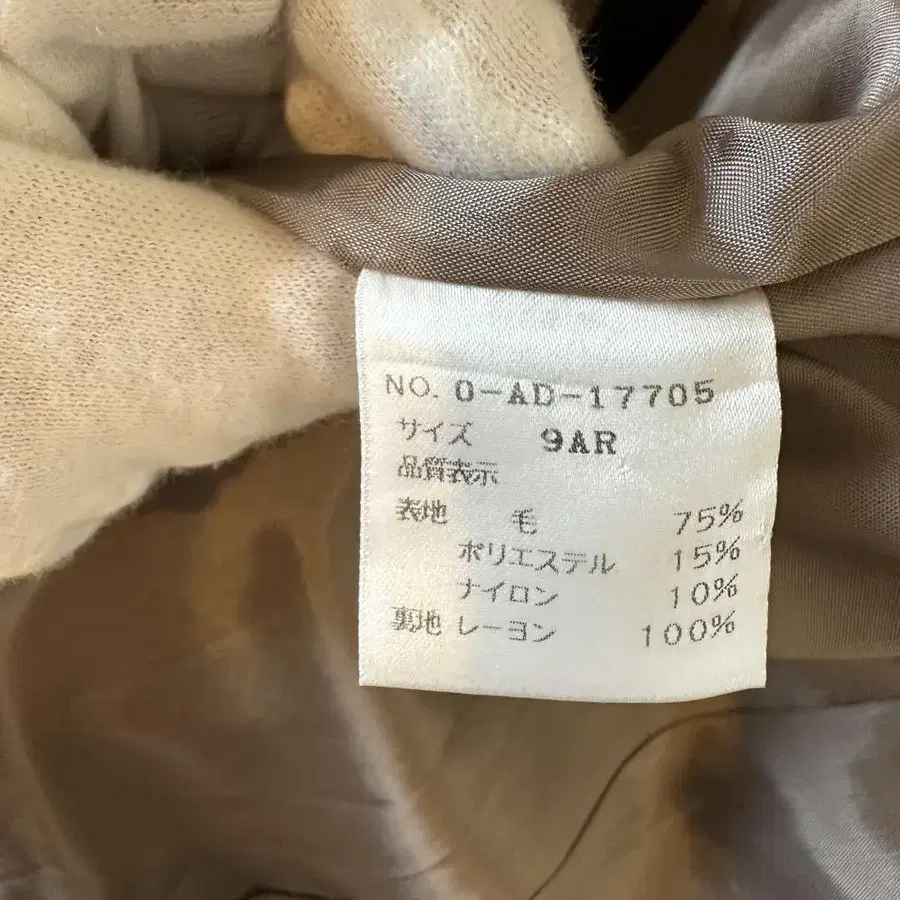 NO. 0-AD-17705
サイズ 9AR
品質表示
表地 毛 75%
ポリエステル 15%
ナイロン 10%
裏地 レーヨン 100%